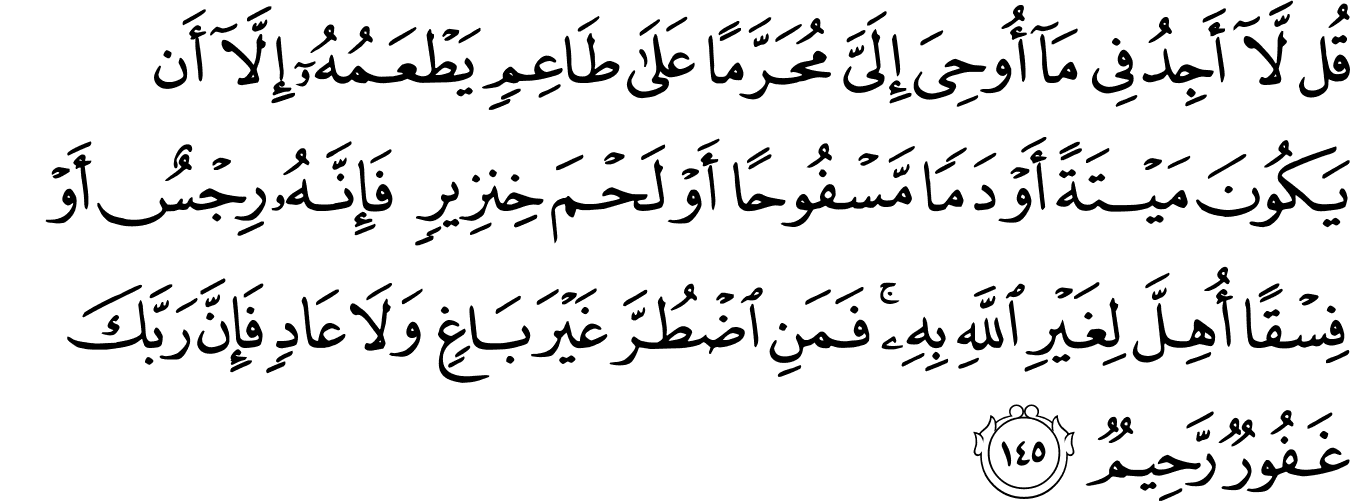 قُل لَّآ أَجِدُ فِى مَآ أُوحِىَ إِلَىَّ مُحَرَّمًا عَلَىٰ طَاعِمٍ يَطْعَمُهُۥٓ إِلَّآ أَن
يَكُونَ مَيْتَةً أَوْ دَمًا مَّسْفُوحًا أَوْ لَحْمَ خِنزِيرٍ فَإِنَّهُۥ رِجْسٌ أَوْ
فِسْقًا أُهِلَّ لِغَيْرِ ٱللَّهِ بِهِۦ ۚ فَمَنِ ٱضْطُرَّ غَيْرَ بَاغٍ وَلَا عَادٍ فَإِنَّ رَبَّكَ
غَفُورٌ رَّحِيمٌ ١٤٥